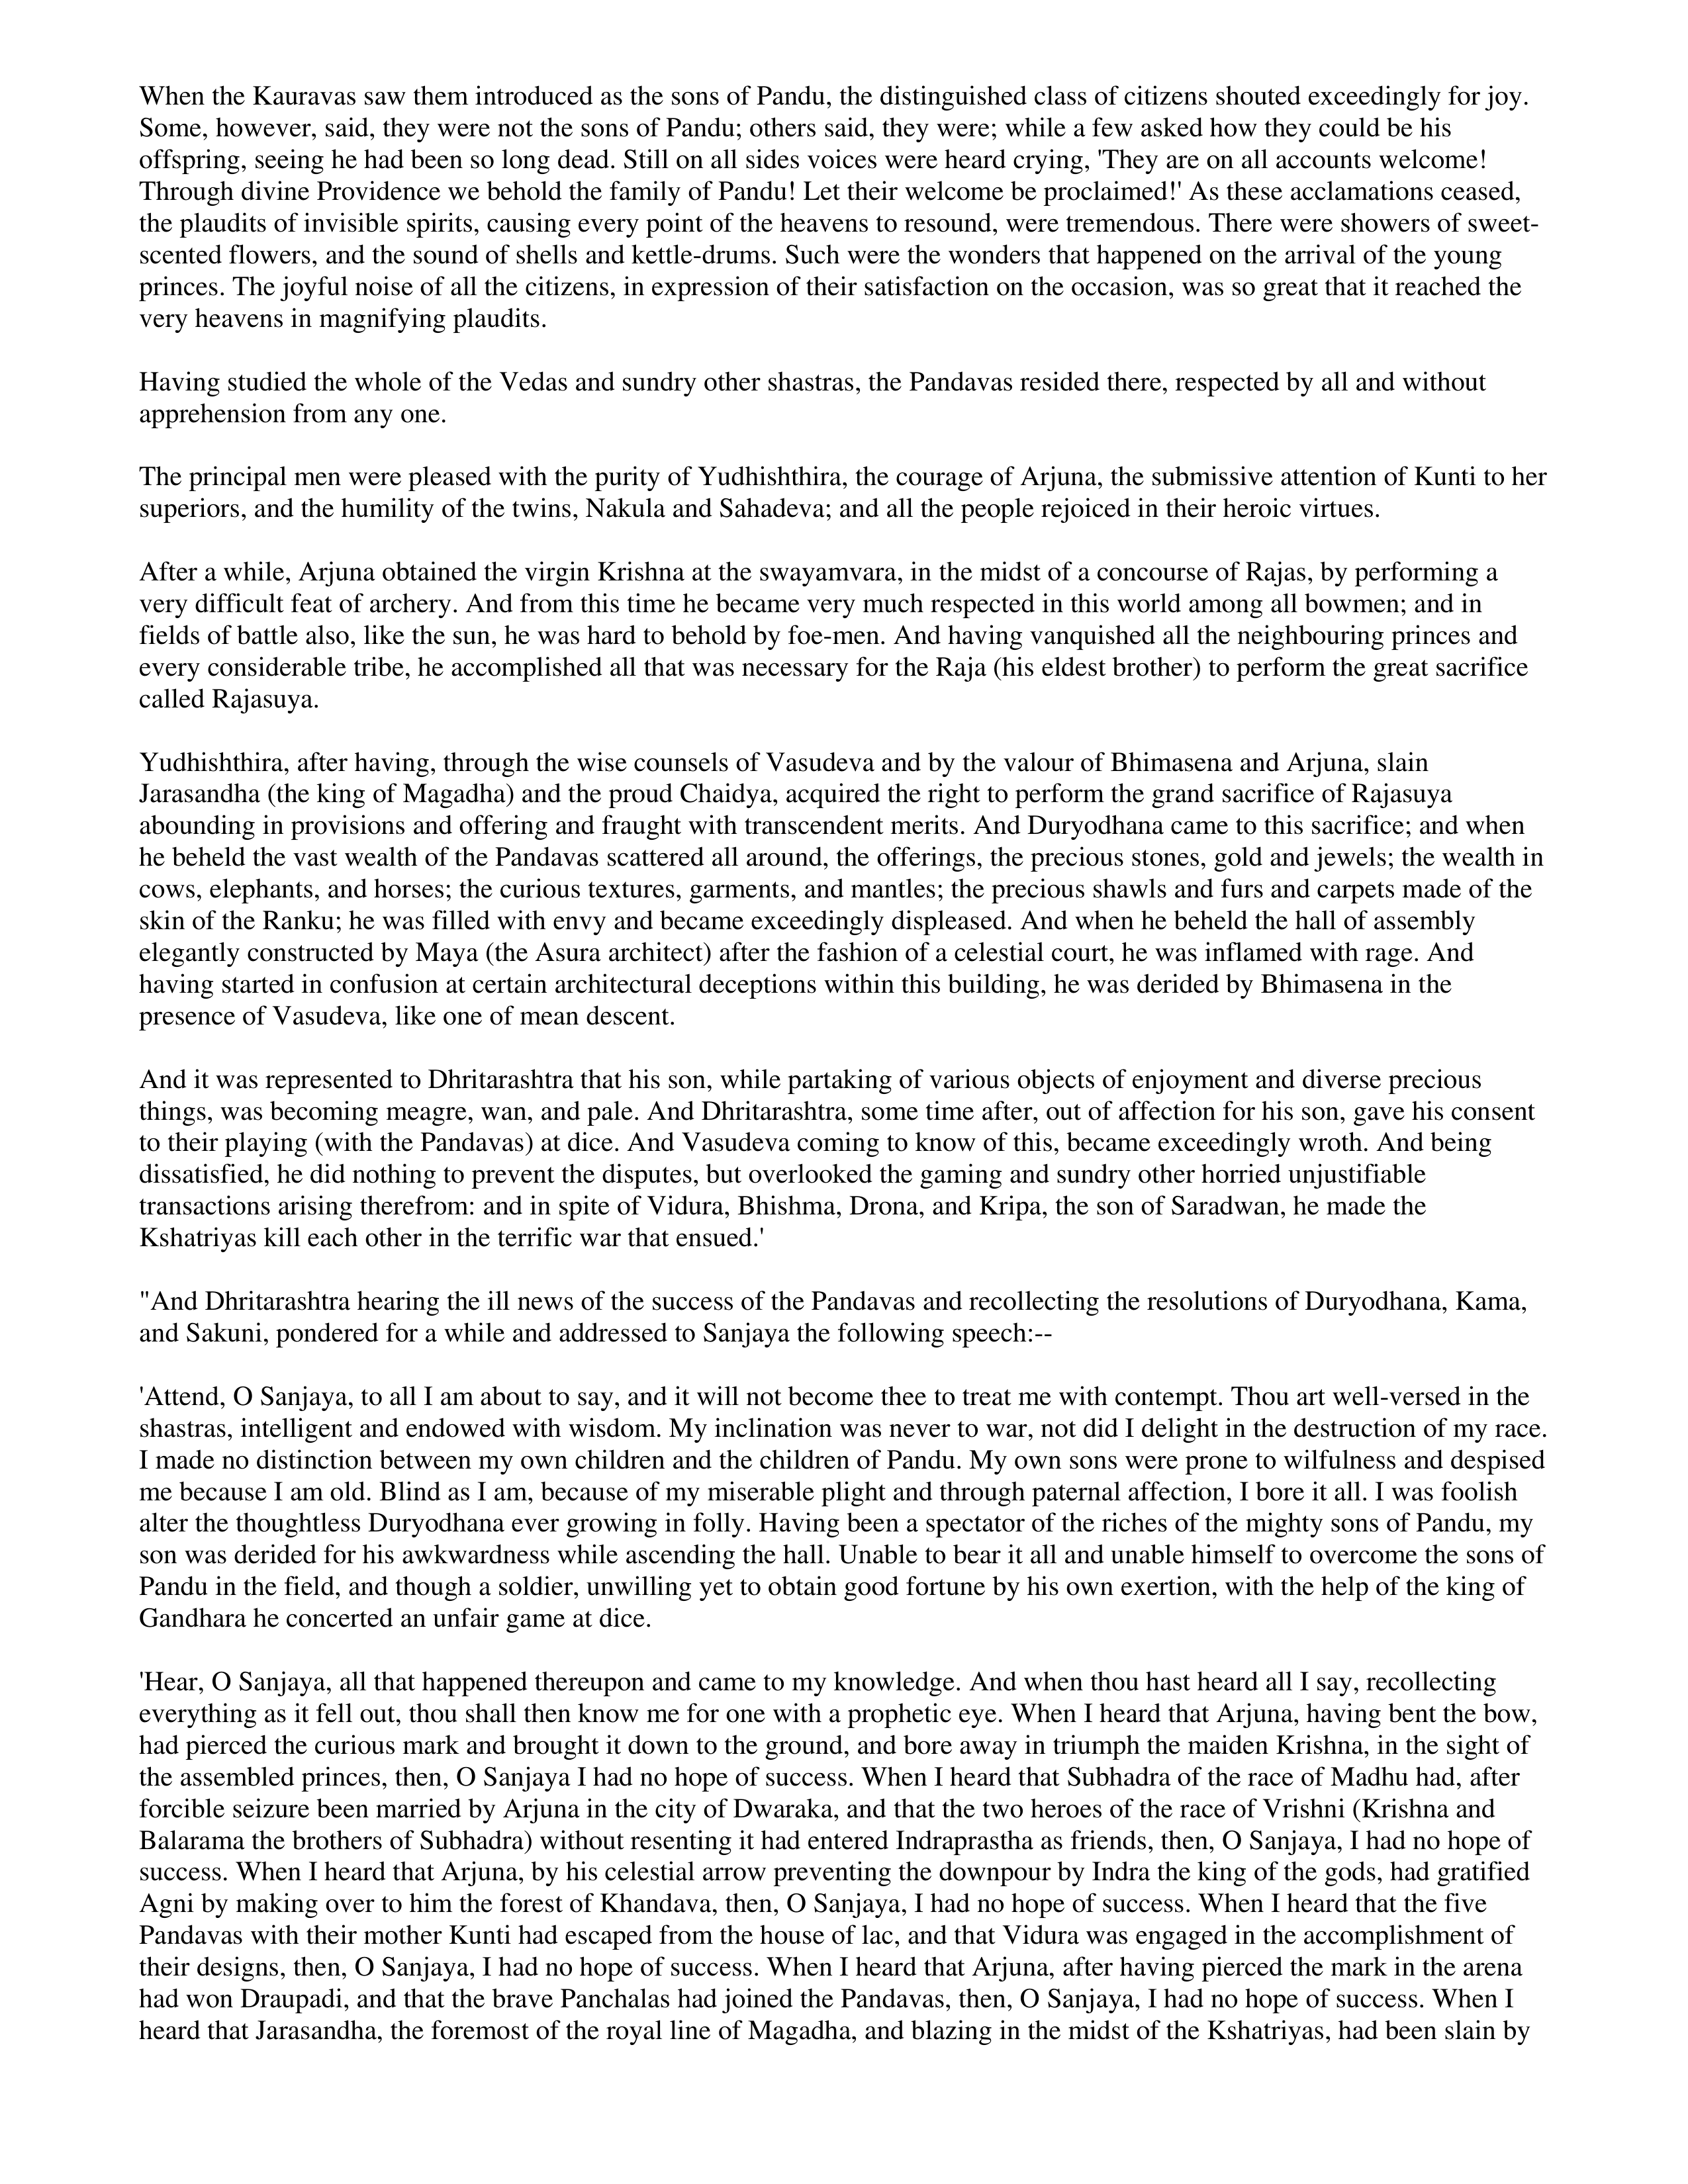 When the Kauravas saw them introduced as the sons of Pandu, the distinguished class of citizens shouted exceedingly for joy.
Some, however, said, they were not the sons of Pandu; others said, they were; while a few asked how they could be his
offspring, seeing he had been so long dead. Still on all sides voices were heard crying, 'They are on all accounts welcome!
Through divine Providence we behold the family of Pandu! Let their welcome be proclaimed!' As these acclamations ceased,
the plaudits of invisible spirits, causing every point of the heavens to resound, were tremendous. There were showers of sweet-
scented flowers, and the sound of shells and kettle-drums. Such were the wonders that happened on the arrival of the young
princes. The joyful noise of all the citizens, in expression of their satisfaction on the occasion, was so great that it reached the
very heavens in magnifying plaudits.

Having studied the whole of the Vedas and sundry other shastras, the Pandavas resided there, respected by all and without
apprehension from any one.

The principal men were pleased with the purity of Yudhishthira, the courage of Arjuna, the submissive attention of Kunti to her
superiors, and the humility of the twins, Nakula and Sahadeva; and all the people rejoiced in their heroic virtues.

After a while, Arjuna obtained the virgin Krishna at the swayamvara, in the midst of a concourse of Rajas, by performing a
very difficult feat of archery. And from this time he became very much respected in this world among all bowmen; and in
fields of battle also, like the sun, he was hard to behold by foe-men. And having vanquished all the neighbouring princes and
every considerable tribe, he accomplished all that was necessary for the Raja (his eldest brother) to perform the great sacrifice
called Rajasuya.

Yudhishthira, after having, through the wise counsels of Vasudeva and by the valour of Bhimasena and Arjuna, slain
Jarasandha (the king of Magadha) and the proud Chaidya, acquired the right to perform the grand sacrifice of Rajasuya
abounding in provisions and offering and fraught with transcendent merits. And Duryodhana came to this sacrifice; and when
he beheld the vast wealth of the Pandavas scattered all around, the offerings, the precious stones, gold and jewels; the wealth in
cows, elephants, and horses; the curious textures, garments, and mantles; the precious shawls and furs and carpets made of the
skin of the Ranku; he was filled with envy and became exceedingly displeased. And when he beheld the hall of assembly
elegantly constructed by Maya (the Asura architect) after the fashion of a celestial court, he was inflamed with rage. And
having started in confusion at certain architectural deceptions within this building, he was derided by Bhimasena in the
presence of Vasudeva, like one of mean descent.

And it was represented to Dhritarashtra that his son, while partaking of various objects of enjoyment and diverse precious
things, was becoming meagre, wan, and pale. And Dhritarashtra, some time after, out of affection for his son, gave his consent
to their playing (with the Pandavas) at dice. And Vasudeva coming to know of this, became exceedingly wroth. And being
dissatisfied, he did nothing to prevent the disputes, but overlooked the gaming and sundry other horried unjustifiable
transactions arising therefrom: and in spite of Vidura, Bhishma, Drona, and Kripa, the son of Saradwan, he made the
Kshatriyas kill each other in the terrific war that ensued.'

"And Dhritarashtra hearing the ill news of the success of the Pandavas and recollecting the resolutions of Duryodhana, Kama,
and Sakuni, pondered for a while and addressed to Sanjaya the following speech:--

'Attend, O Sanjaya, to all I am about to say, and it will not become thee to treat me with contempt. Thou art well-versed in the
shastras, intelligent and endowed with wisdom. My inclination was never to war, not did I delight in the destruction of my race.
I made no distinction between my own children and the children of Pandu. My own sons were prone to wilfulness and despised
me because I am old. Blind as I am, because of my miserable plight and through paternal affection, I bore it all. I was foolish
alter the thoughtless Duryodhana ever growing in folly. Having been a spectator of the riches of the mighty sons of Pandu, my
son was derided for his awkwardness while ascending the hall. Unable to bear it all and unable himself to overcome the sons of
Pandu in the field, and though a soldier, unwilling yet to obtain good fortune by his own exertion, with the help of the king of
Gandhara he concerted an unfair game at dice.

'Hear, O Sanjaya, all that happened thereupon and came to my knowledge. And when thou hast heard all I say, recollecting
everything as it fell out, thou shall then know me for one with a prophetic eye. When I heard that Arjuna, having bent the bow,
had pierced the curious mark and brought it down to the ground, and bore away in triumph the maiden Krishna, in the sight of
the assembled princes, then, O Sanjaya I had no hope of success. When I heard that Subhadra of the race of Madhu had, after
forcible seizure been married by Arjuna in the city of Dwaraka, and that the two heroes of the race of Vrishni (Krishna and
Balarama the brothers of Subhadra) without resenting it had entered Indraprastha as friends, then, O Sanjaya, I had no hope of
success. When I heard that Arjuna, by his celestial arrow preventing the downpour by Indra the king of the gods, had gratified
Agni by making over to him the forest of Khandava, then, O Sanjaya, I had no hope of success. When I heard that the five
Pandavas with their mother Kunti had escaped from the house of lac, and that Vidura was engaged in the accomplishment of
their designs, then, O Sanjaya, I had no hope of success. When I heard that Arjuna, after having pierced the mark in the arena
had won Draupadi, and that the brave Panchalas had joined the Pandavas, then, O Sanjaya, I had no hope of success. When I
heard that Jarasandha, the foremost of the royal line of Magadha, and blazing in the midst of the Kshatriyas, had been slain by